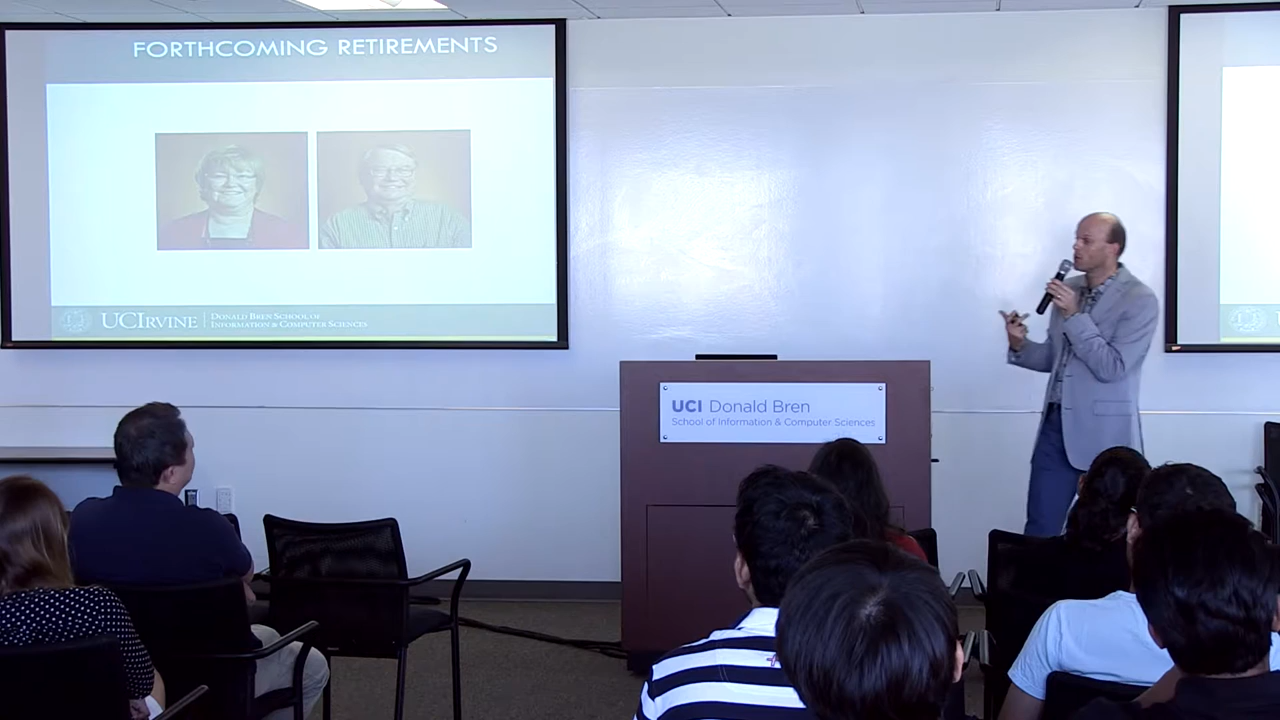 FORTHCOMING RETIREMENTS
UCIRVINE
DONALD BREN SCHOOL OF
INFORMATION & COMPUTER SCIENCES
UCI Donald Bren
School of Information & Computer Sciences